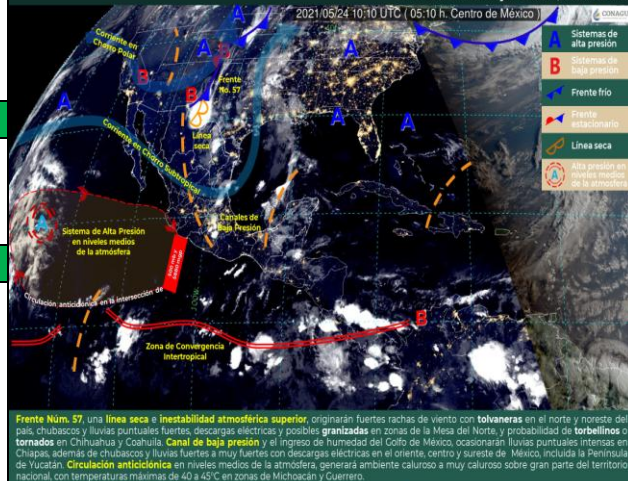 2021/05/24 10:10 UTC ( 05:10 h. Centro de México )
CONAGUA
Corriente en
Chorro Polar
A
A
A
B
B
A
A
A
Frente
No. 57
Línea
seca
Corriente en Chorro Subtropical
Sistema de Alta Presión
en niveles medios
de la atmósfera
A
Canales de
Baja Presión
Circulación anticiclónica en la intersección de
Zona de Convergencia
Intertropical
B
A Sistemas de
alta presión
B Sistemas de
baja presión
Frente frío
Frente
estacionario
Línea seca
A Alta presión en
niveles medios
de la atmósfera
Frente Núm. 57, una línea seca e inestabilidad atmosférica superior, originarán fuertes rachas de viento con tolvaneras en el norte y noreste del
país, chubascos y lluvias puntuales fuertes, descargas eléctricas y posibles granizadas en zonas de la Mesa del Norte, y probabilidad de torbellinos o
tornados en Chihuahua y Coahuila. Canal de baja presión y el ingreso de humedad del Golfo de México, ocasionarán lluvias puntuales intensas en
Chiapas, además de chubascos y lluvias fuertes a muy fuertes con descargas eléctricas en el oriente, centro y sureste de México, incluida la Península
de Yucatán. Circulación anticiclónica en niveles medios de la atmósfera, generará ambiente caluroso a muy caluroso sobre gran parte del territorio
nacional, con temperaturas máximas de 40 a 45°C en zonas de Michoacán y Guerrero.